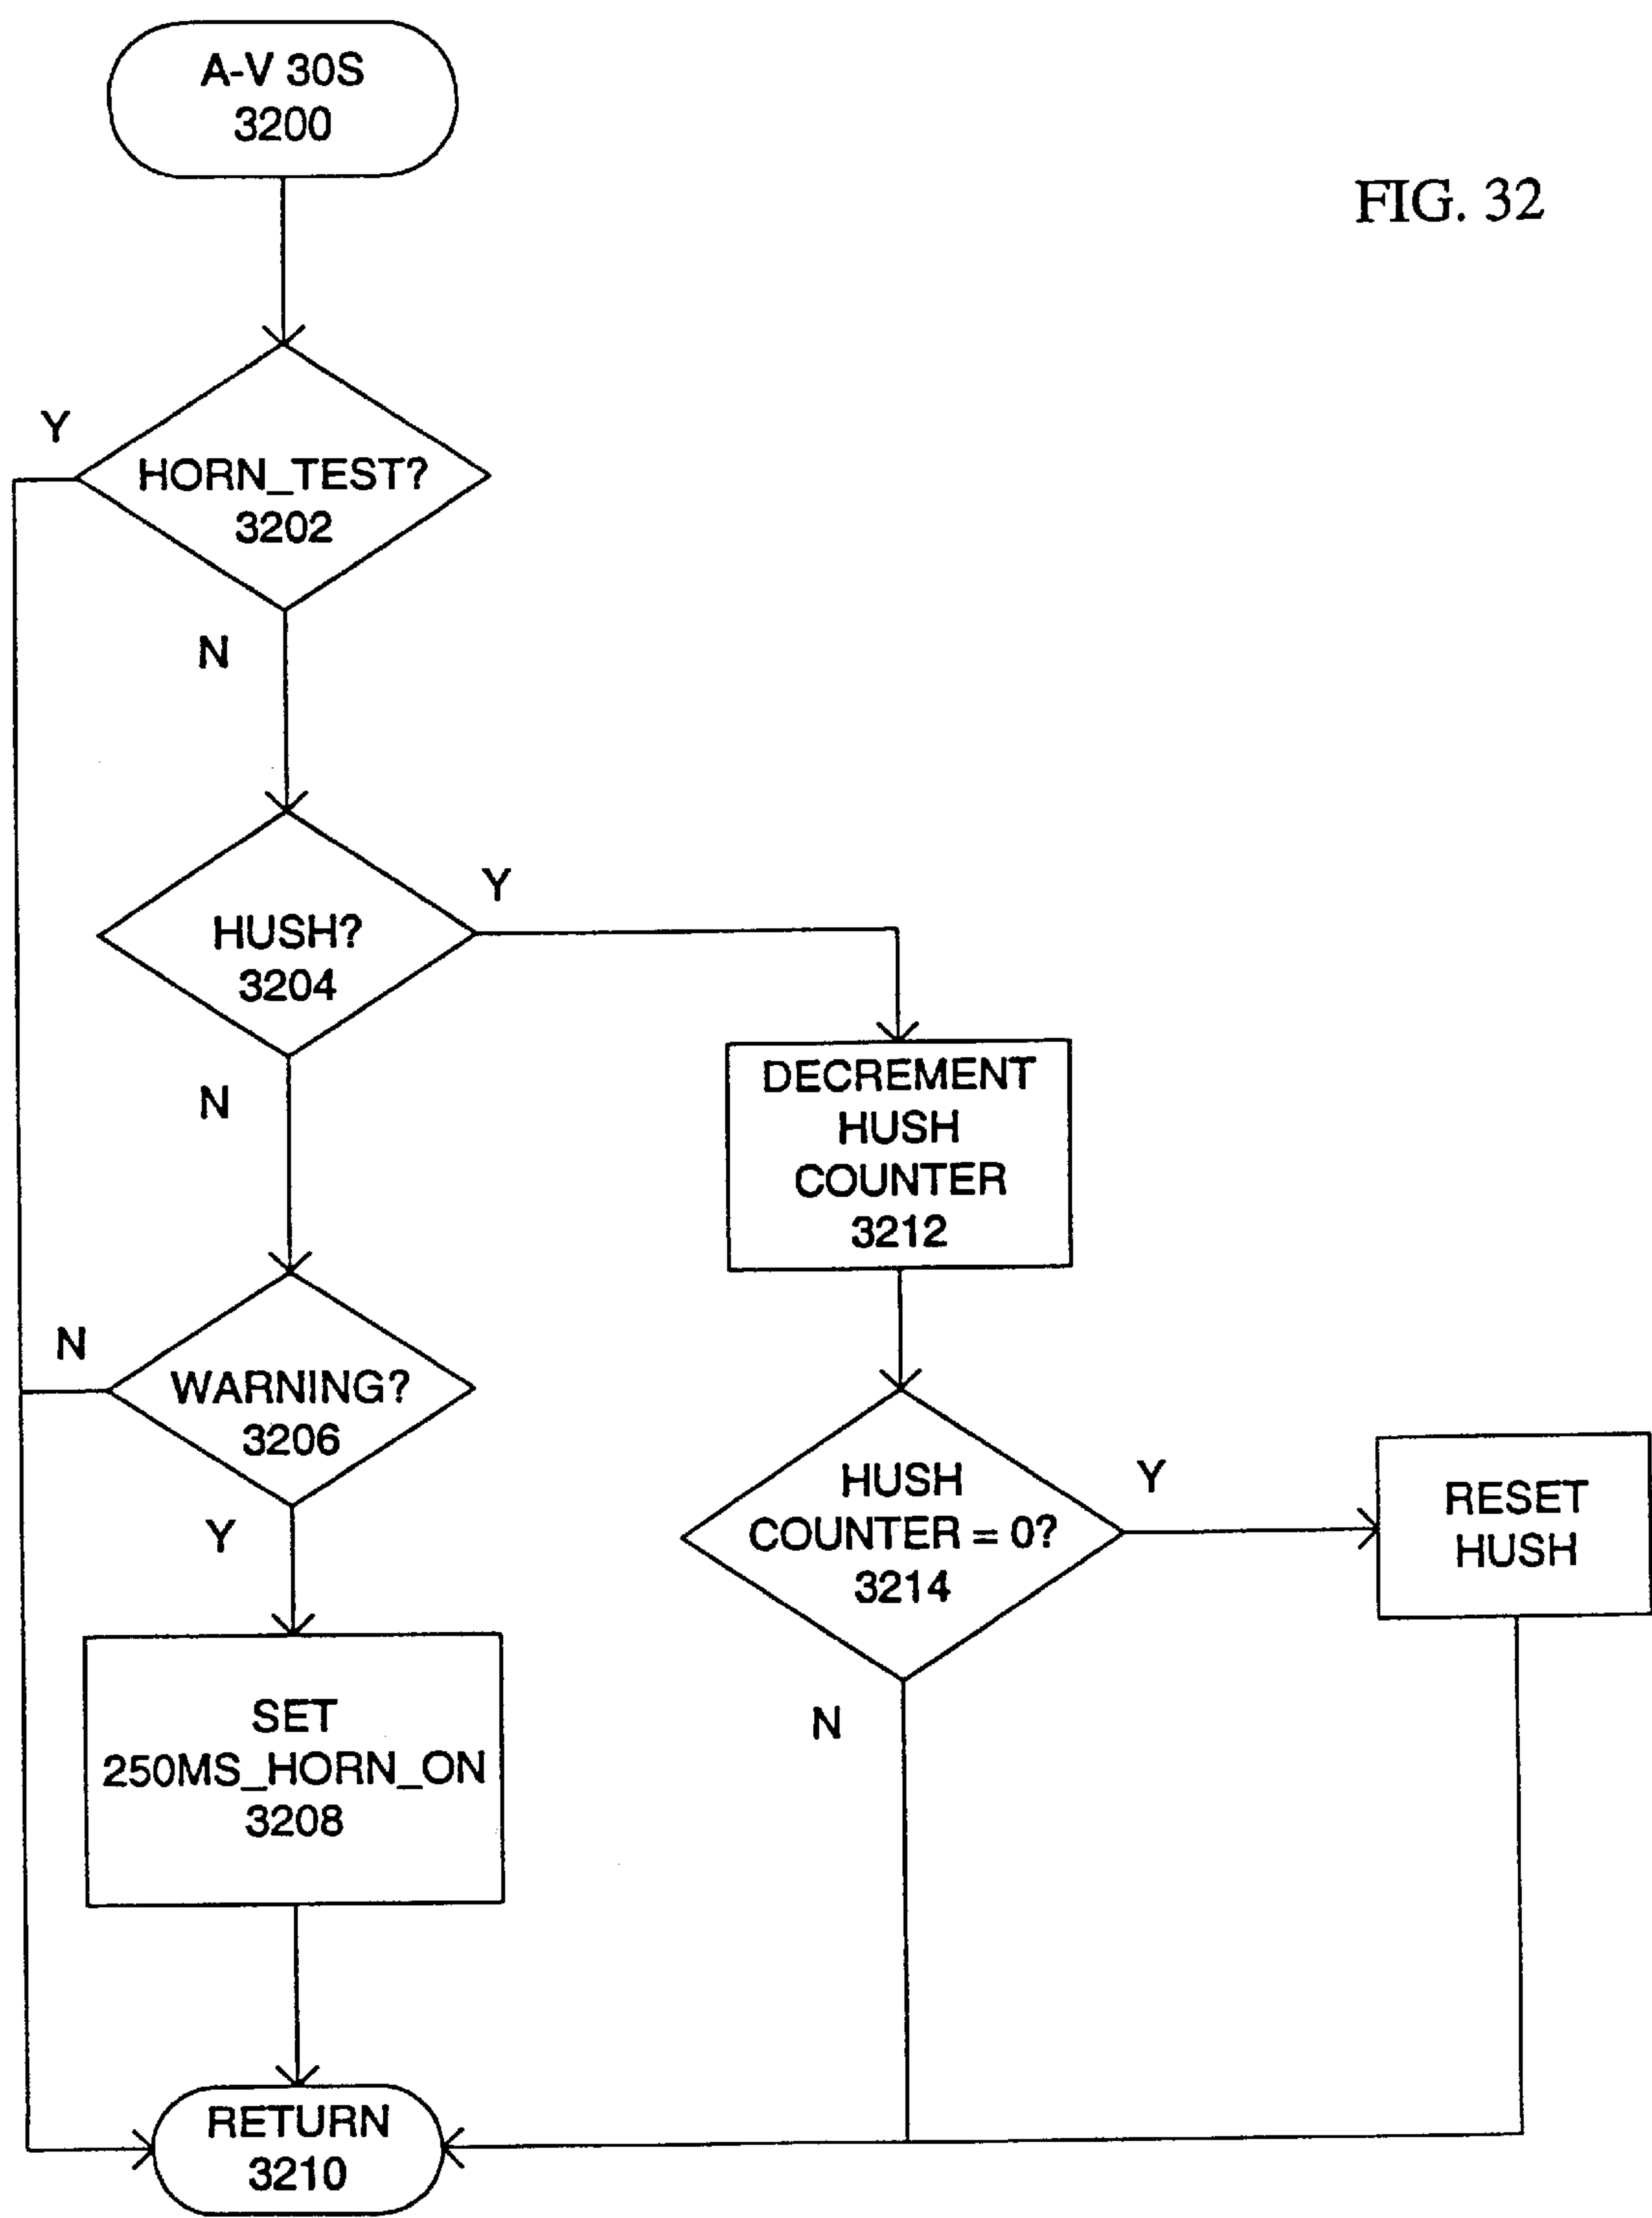 A-V 30S
3200
FIG. 32
Y
HORN_TEST?
3202
N
Y
HUSH?
3204
N
DECREMENT
HUSH
COUNTER
3212
N
WARNING?
3206
Y
HUSH
COUNTER = 0?
3214
Y
RESET
HUSH
N
SET
250MS_HORN_ON
3208
RETURN
3210